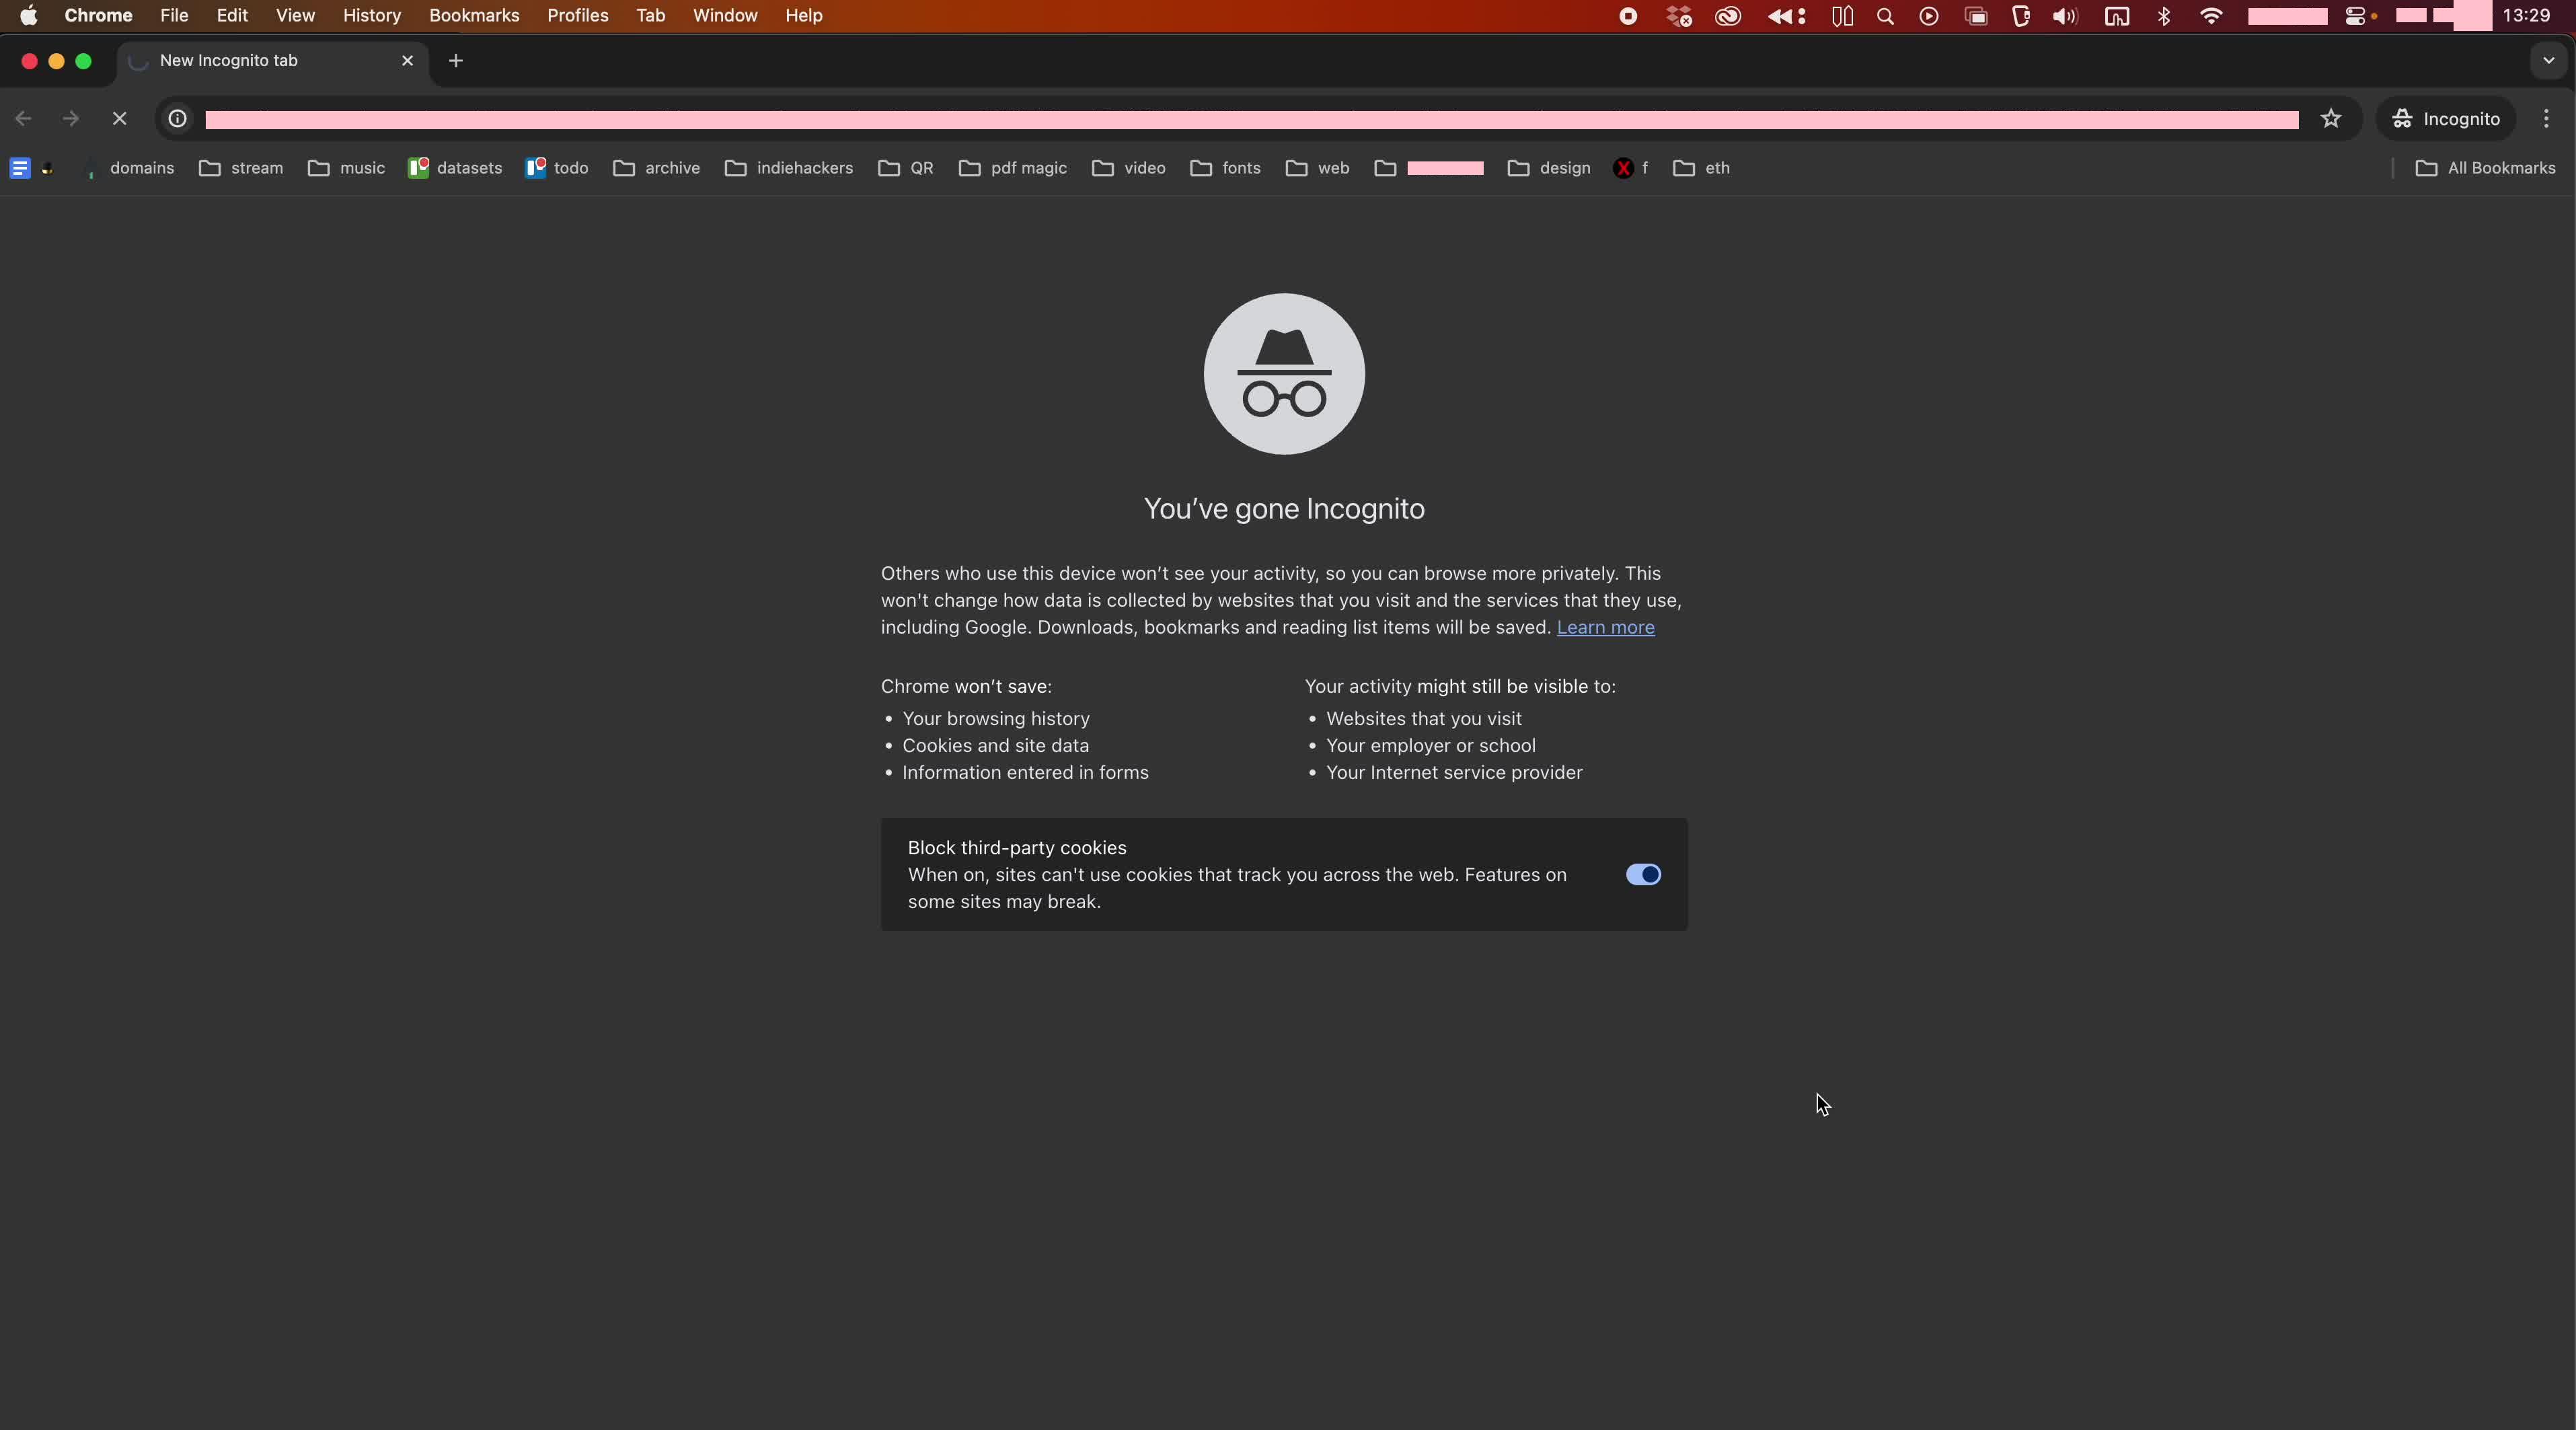 Chrome File Edit View History Bookmarks Profiles Tab Window Help 13:29
New Incognito tab
Incognito
domains stream music datasets todo archive indiehackers QR pdf magic video fonts web design f eth All Bookmarks
You've gone Incognito
Others who use this device won't see your activity, so you can browse more privately. This
won't change how data is collected by websites that you visit and the services that they use,
including Google. Downloads, bookmarks and reading list items will be saved. Learn more
Chrome won't save:
• Your browsing history
• Cookies and site data
• Information entered in forms
Your activity might still be visible to:
• Websites that you visit
• Your employer or school
• Your Internet service provider
Block third-party cookies
When on, sites can't use cookies that track you across the web. Features on
some sites may break.